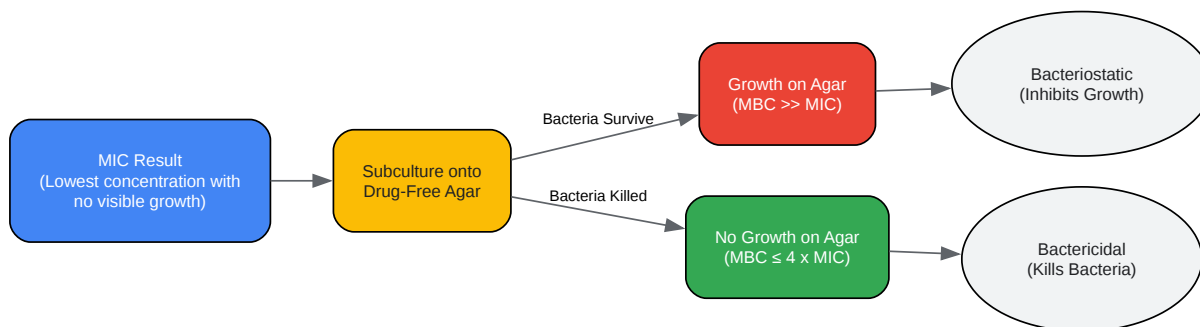 MIC Result
(Lowest concentration with
no visible growth)
Subculture onto
Drug-Free Agar
Bacteria Survive
Bacteria Killed
Growth on Agar
(MBC >> MIC)
No Growth on Agar
(MBC ≤ 4 x MIC)
Bacteriostatic
(Inhibits Growth)
Bactericidal
(Kills Bacteria)